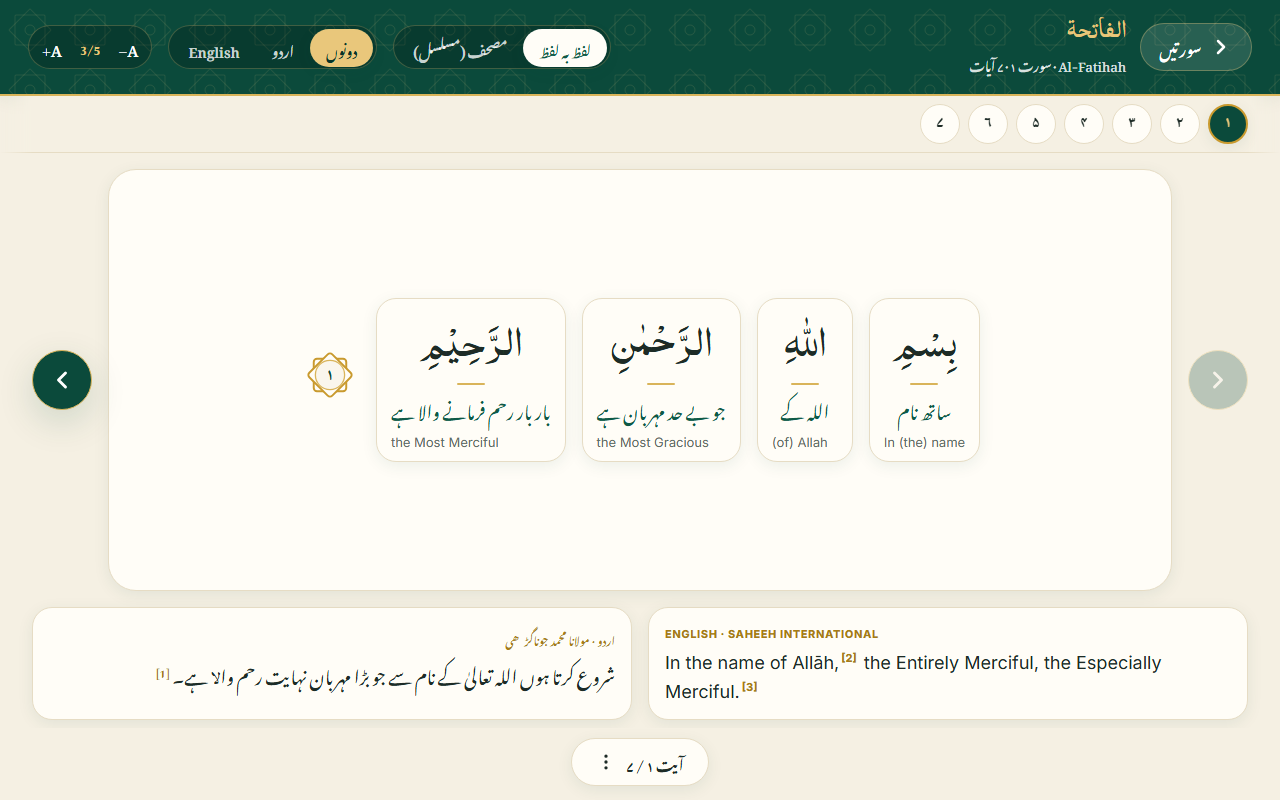 سورتیں
الفاتحة
Al-Fatihah · سورت ۱ · ۷ آیات
لفظ بہ لفظ
مصحف (مسلسل)
دونوں
اردو
English
A−
3/5
A+
۱
۲
۳
۴
۵
۶
۷
بِسْمِ
ساتھ نام
In (the) name
اللّٰهِ
اللہ کے
(of) Allah
الرَّحْمٰنِ
جو بے حد مہربان ہے
the Most Gracious
الرَّحِیْمِ
بار بار رحم فرمانے والا ہے
the Most Merciful
۱
ENGLISH · SAHEEH INTERNATIONAL
In the name of Allāh,[2] the Entirely Merciful, the Especially
Merciful.[3]
اردو · مولانا محمد جوناگڑھی
شروع کرتا ہوں اللہ تعالیٰ کے نام سے جو بڑا مہربان نہایت رحم والا ہے۔ [1]
آیت ۱ / ۷